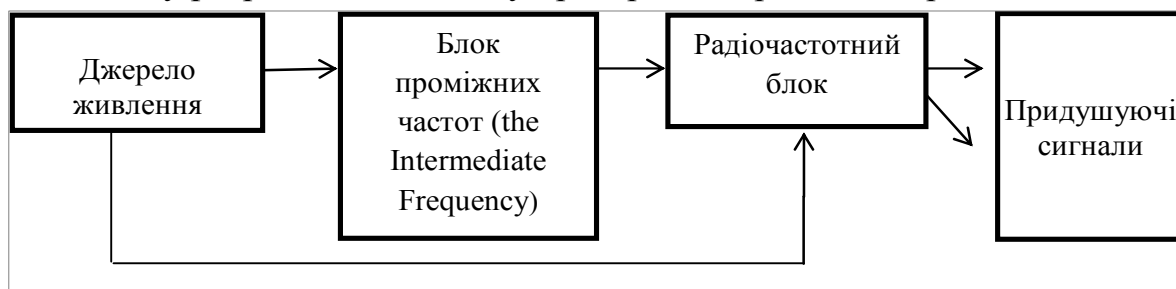 Джерело
живлення
Блок
проміжних
частот (the
Intermediate
Frequency)
Радіочастотний
блок
Придушуючі
сигнали